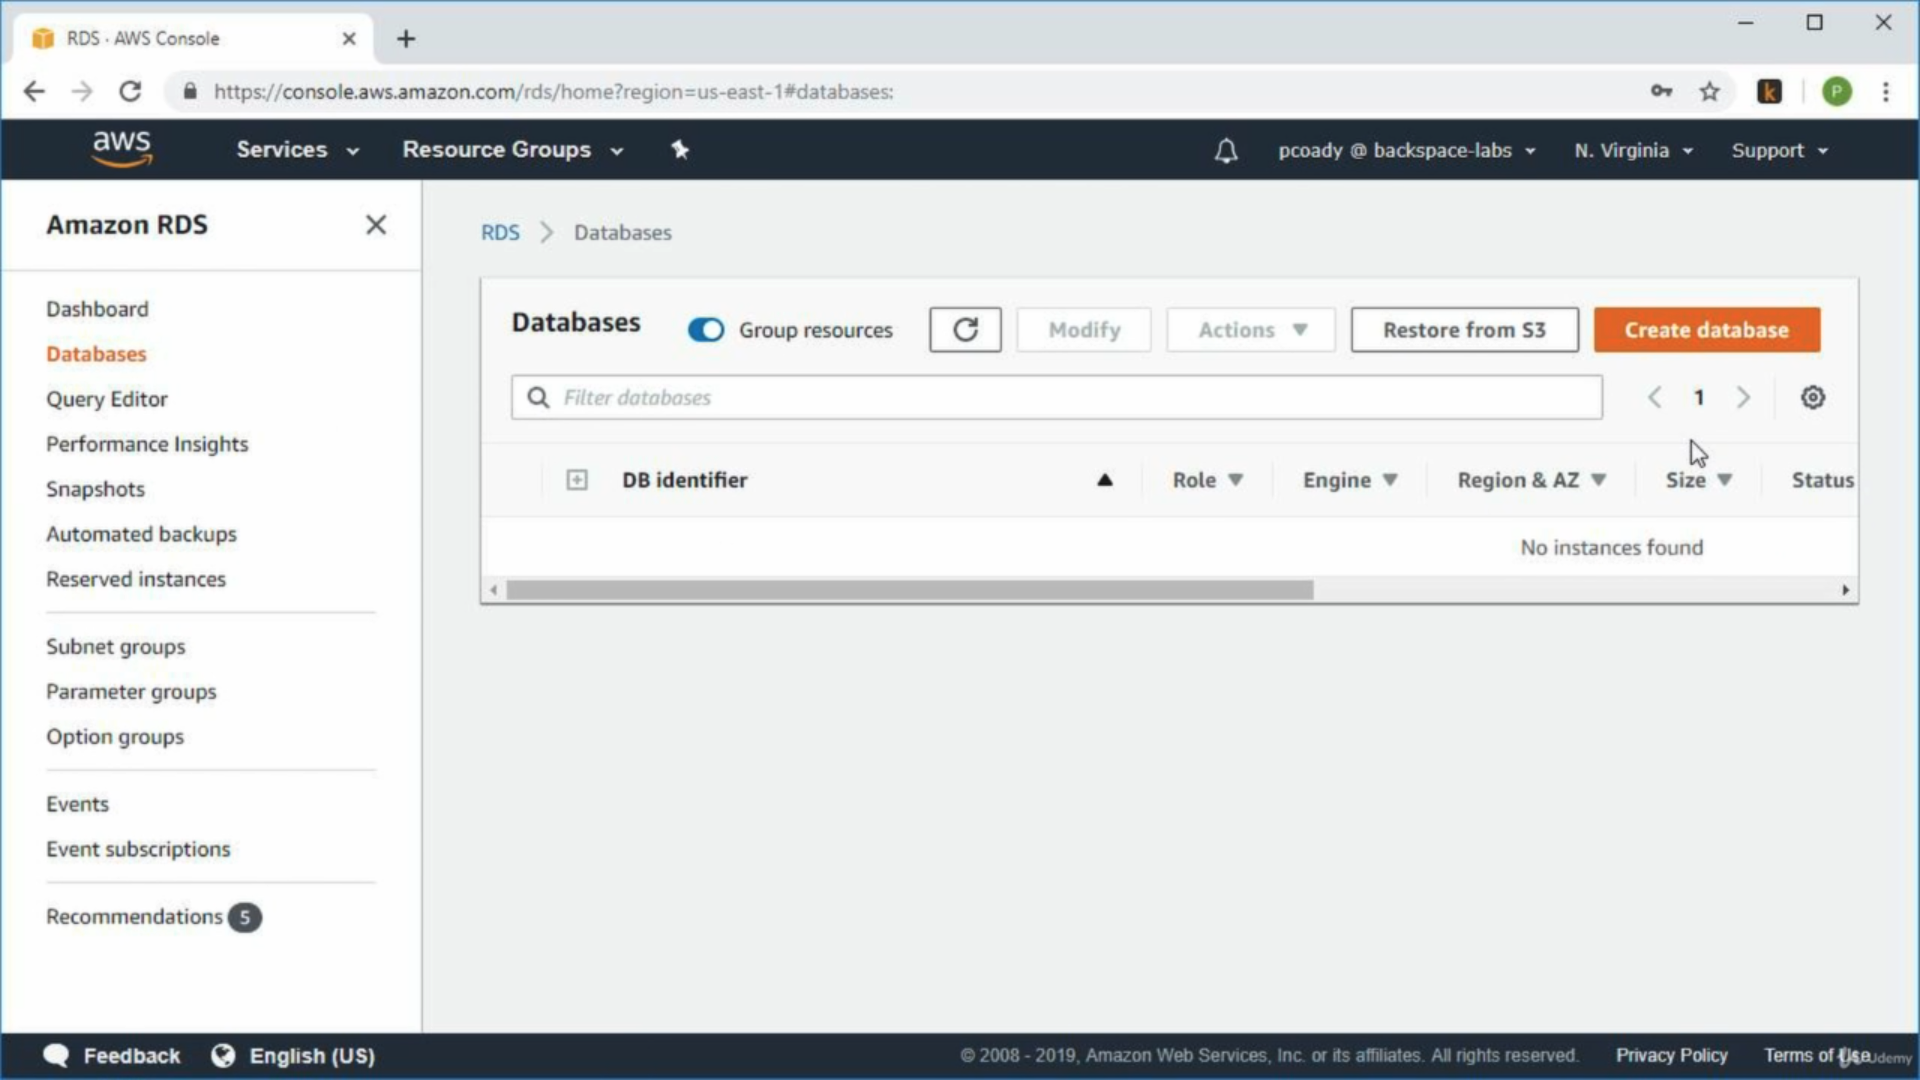 RDS · AWS Console
https://console.aws.amazon.com/rds/home?region=us-east-1#databases:
k
P
aws
Services
Resource Groups
pcoady @ backspace-labs
N. Virginia
Support
Amazon RDS
Dashboard
Databases
Query Editor
Performance Insights
Snapshots
Automated backups
Reserved instances
Subnet groups
Parameter groups
Option groups
Events
Event subscriptions
Recommendations 5
RDS > Databases
Databases
Group resources
Modify
Actions
Restore from S3
Create database
Filter databases
1
DB identifier
Role
Engine
Region & AZ
Size
Status
No instances found
Feedback
English (US)
© 2008 - 2019, Amazon Web Services, Inc. or its affiliates. All rights reserved.
Privacy Policy
Terms of Use
Udemy